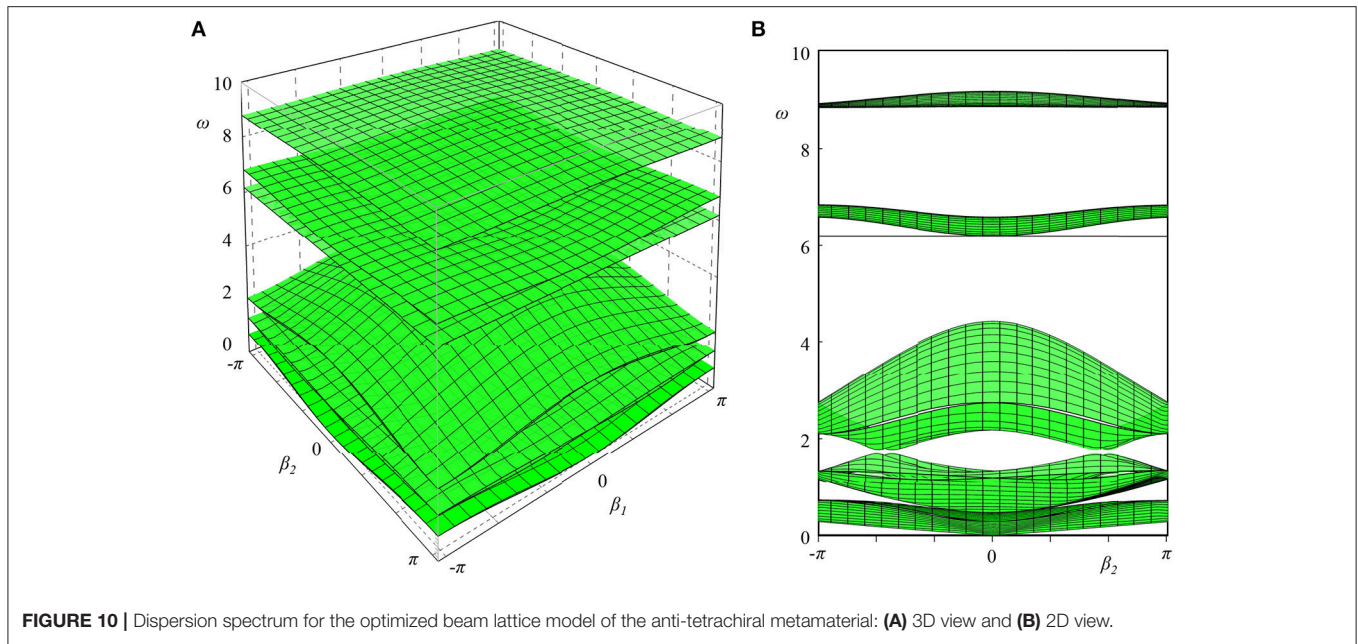 A
10
ω
8
6
4
2
0
-π
β2
0
π
-π
β1
0
π
B
10
ω
8
6
4
2
0
-π
0
β2
π
FIGURE 10 | Dispersion spectrum for the optimized beam lattice model of the anti-tetrachiral metamaterial: (A) 3D view and (B) 2D view.